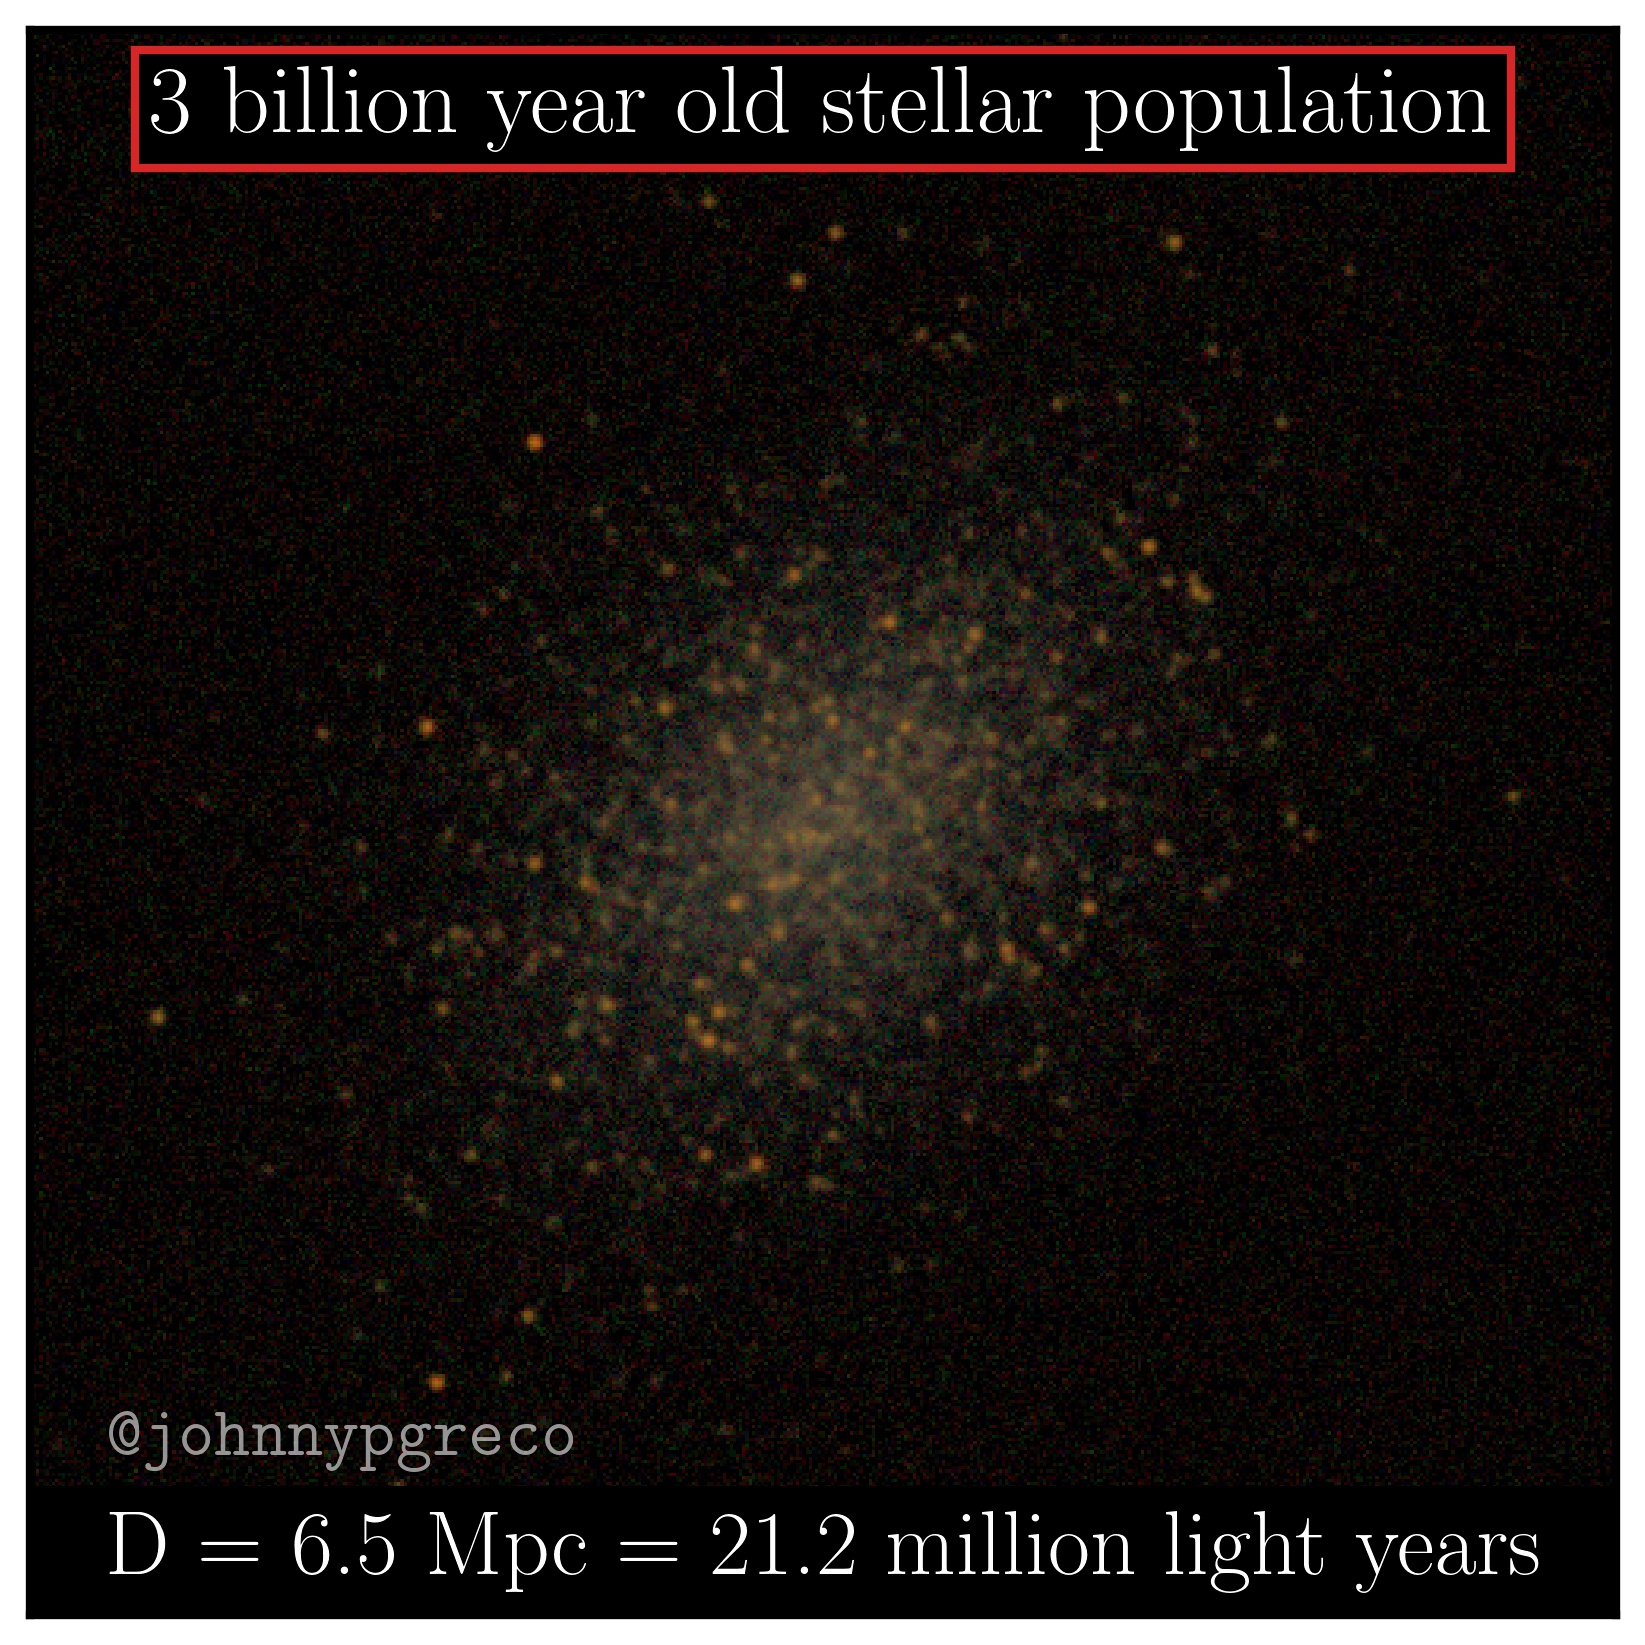 3 billion year old stellar population
@johnnypgreco
D = 6.5 Mpc = 21.2 million light years